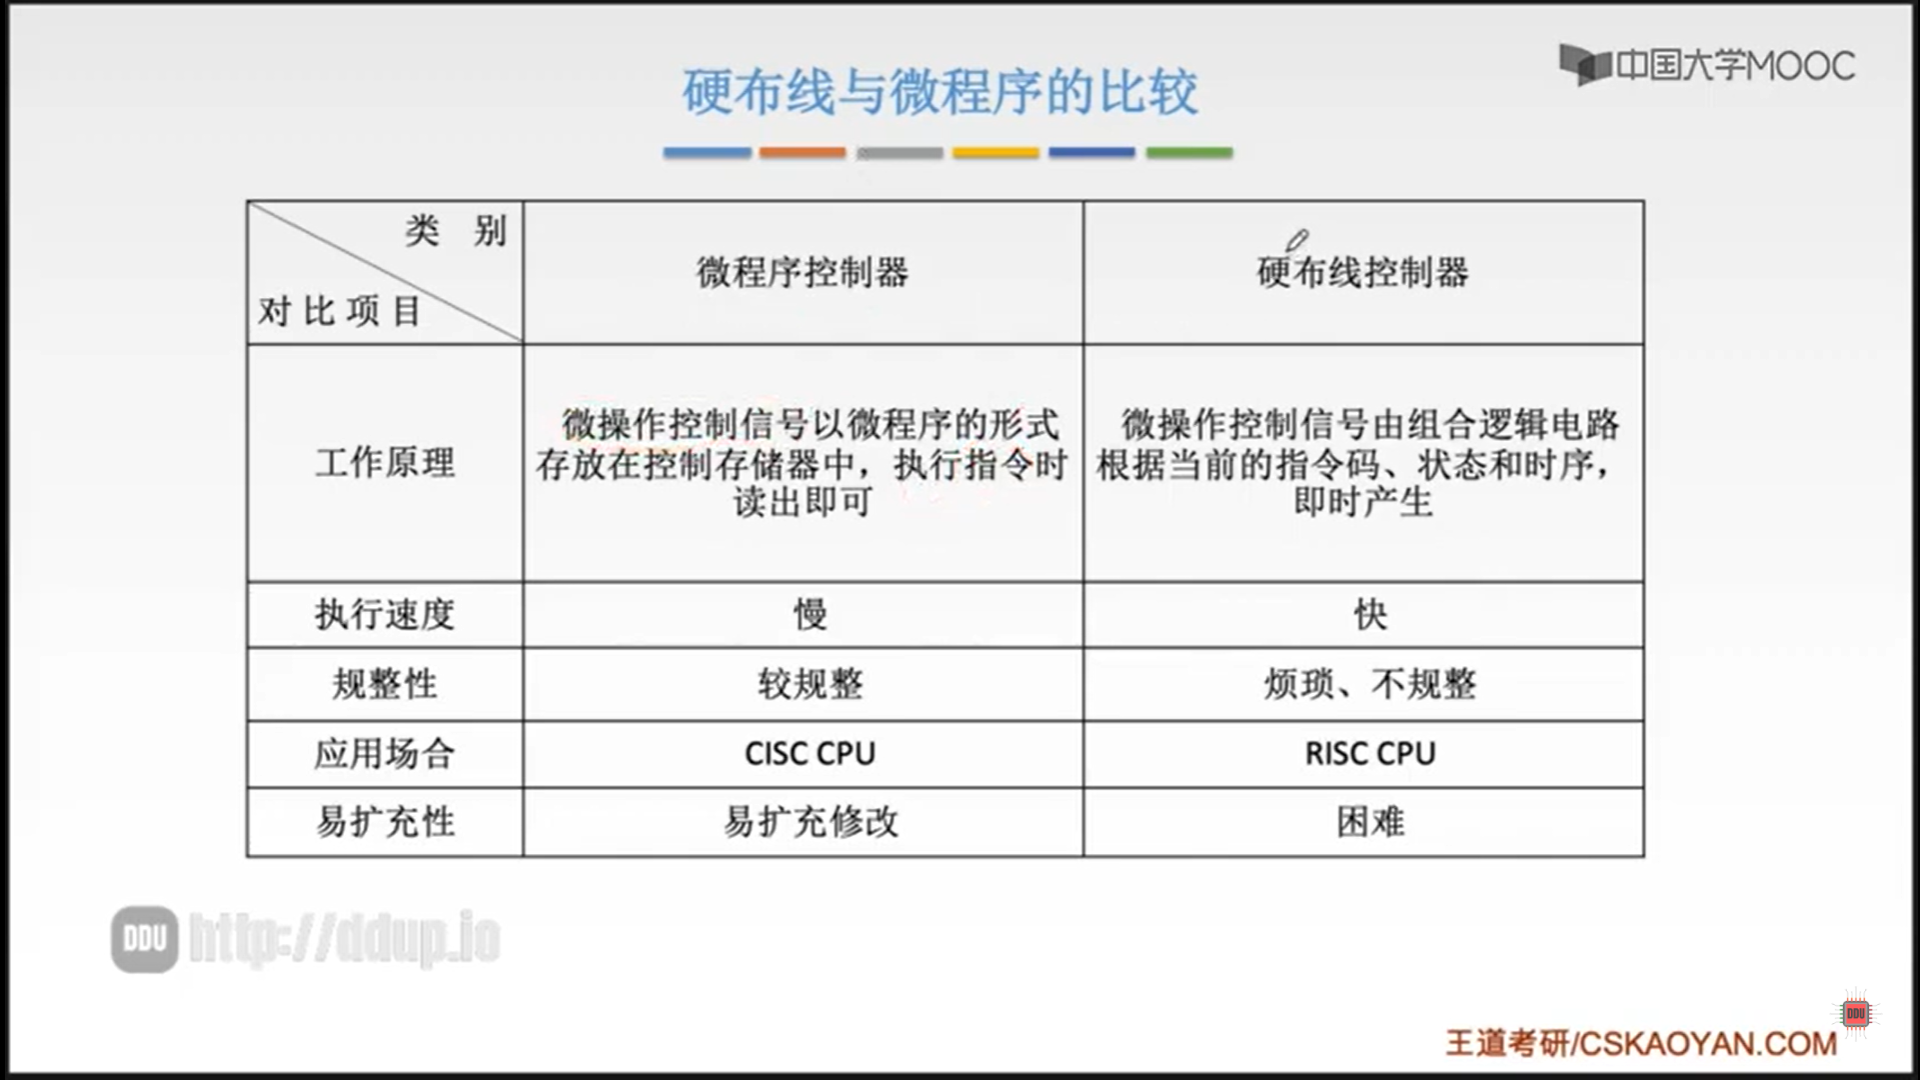 中国大学MOOC
硬布线与微程序的比较
类 别
对比项目
微程序控制器
硬布线控制器
工作原理
微操作控制信号以微程序的形式
存放在控制存储器中，执行指令时
读出即可
微操作控制信号由组合逻辑电路
根据当前的指令码、状态和时序，
即时产生
执行速度
慢
快
规整性
较规整
烦琐、不规整
应用场合
CISC CPU
RISC CPU
易扩充性
易扩充修改
困难
DDU http://ddup.io
DDU
王道考研/CSKAOYAN.COM